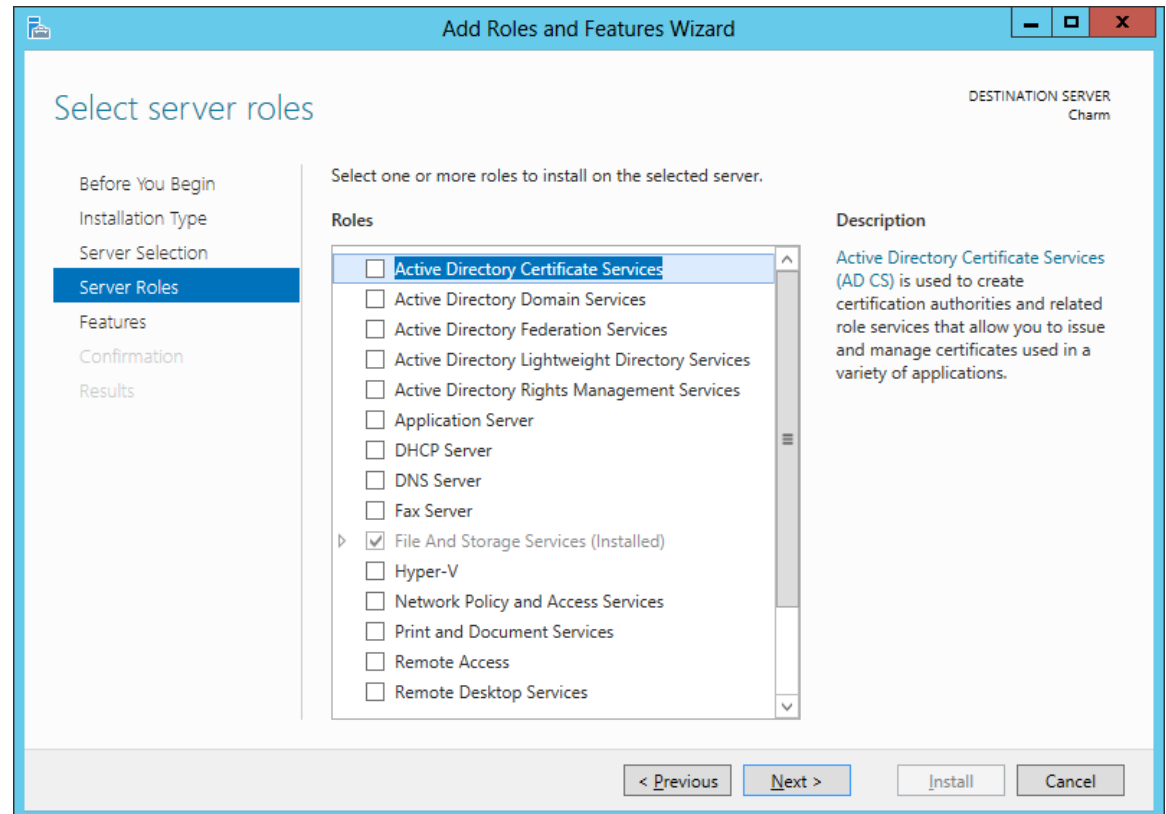 Add Roles and Features Wizard
Select server roles
DESTINATION SERVER
Charm
Before You Begin
Installation Type
Server Selection
Server Roles
Features
Confirmation
Results
Select one or more roles to install on the selected server.
Roles
Active Directory Certificate Services
Active Directory Domain Services
Active Directory Federation Services
Active Directory Lightweight Directory Services
Active Directory Rights Management Services
Application Server
DHCP Server
DNS Server
Fax Server
File And Storage Services (Installed)
Hyper-V
Network Policy and Access Services
Print and Document Services
Remote Access
Remote Desktop Services
Description
Active Directory Certificate Services
(AD CS) is used to create
certification authorities and related
role services that allow you to issue
and manage certificates used in a
variety of applications.
< Previous
Next >
Install
Cancel